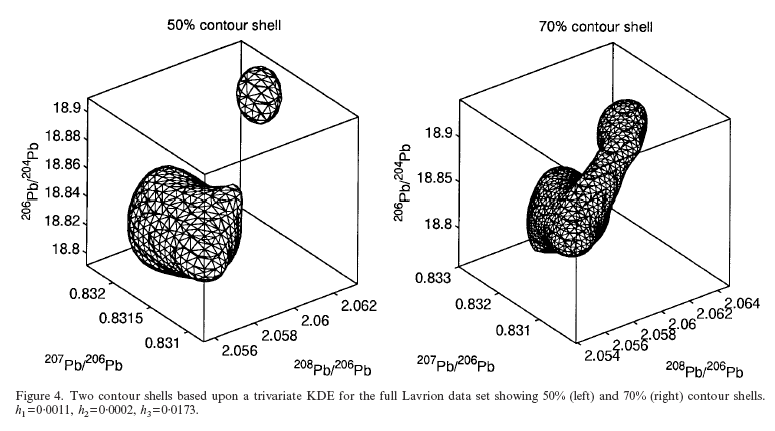 50% contour shell
70% contour shell
18.9
18.88
18.86
18.84
18.82
18.8
²⁰⁶Pb/²⁰⁴Pb
0.832
0.8315
0.831
²⁰⁷Pb/²⁰⁶Pb
2.056
2.058
2.06
2.062
²⁰⁸Pb/²⁰⁶Pb
18.9
18.85
18.8
²⁰⁶Pb/²⁰⁴Pb
0.833
0.832
0.831
²⁰⁷Pb/²⁰⁶Pb
2.054
2.056
2.058
2.06
2.062
2.064
²⁰⁸Pb/²⁰⁶Pb
Figure 4. Two contour shells based upon a trivariate KDE for the full Lavrion data set showing 50% (left) and 70% (right) contour shells.
h₁=0·0011, h₂=0·0002, h₃=0·0173.